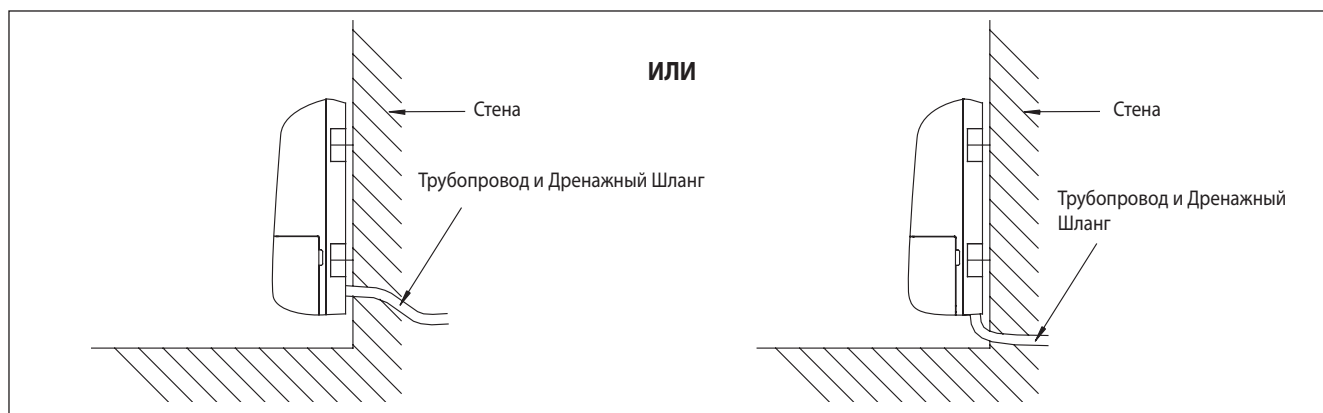 ИЛИ
Стена
Трубопровод и Дренажный Шланг
Стена
Трубопровод и Дренажный
Шланг